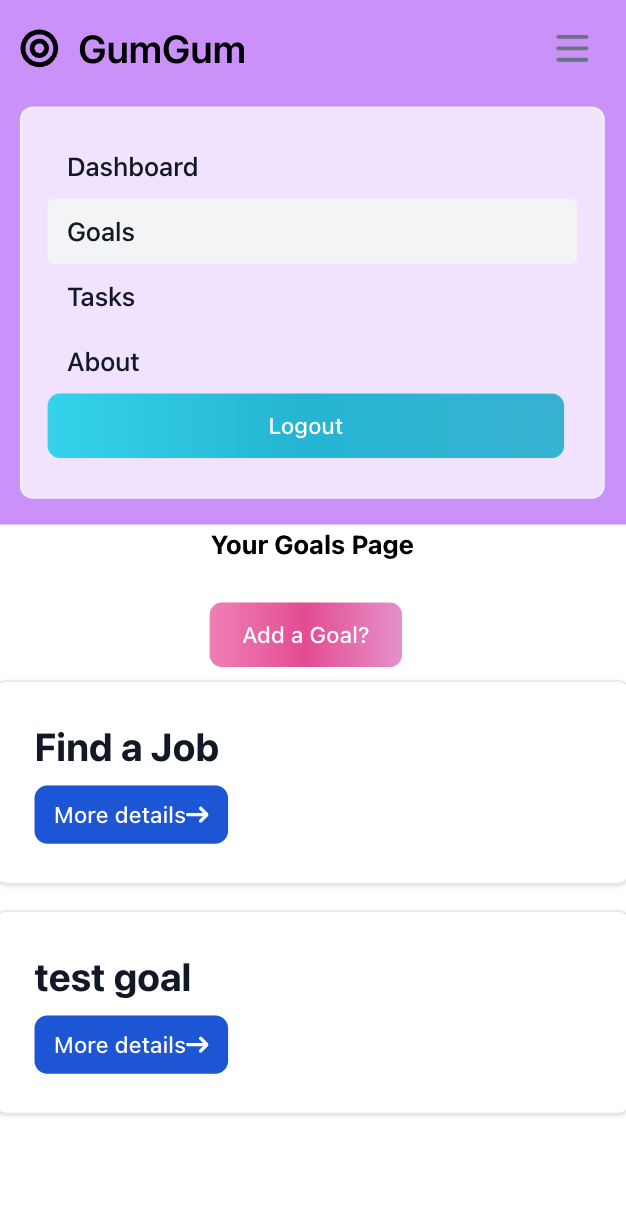 GumGum
Dashboard
Goals
Tasks
About
Logout
Your Goals Page
Add a Goal?
Find a Job
More details→
test goal
More details→